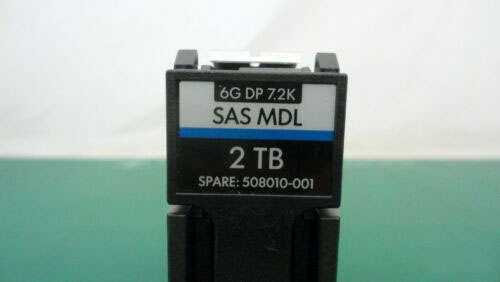 6G DP 7.2K
SAS MDL
2 TB
SPARE: 508010-001